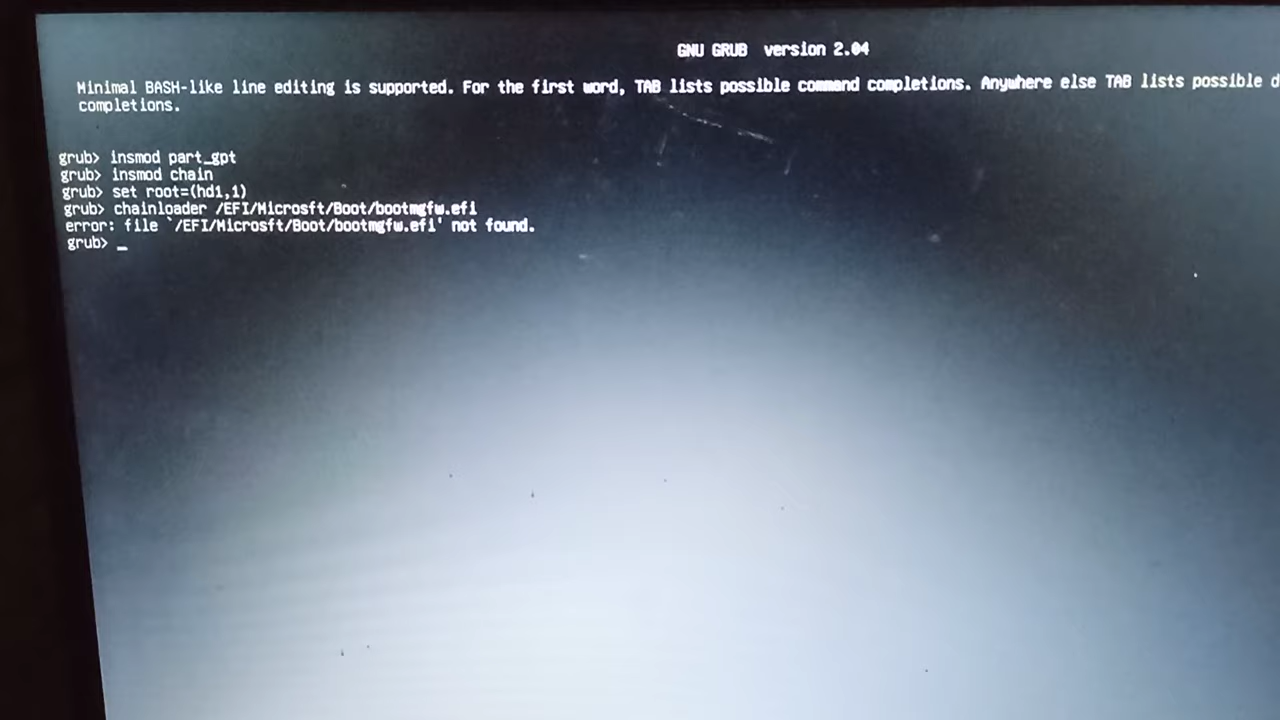 GNU GRUB version 2.04
Minimal BASH-like line editing is supported. For the first word, TAB lists possible command completions. Anywhere else TAB lists possible
completions.
grub> insmod part_gpt
grub> insmod chain
grub> set root=(hd1,1)
grub> chainloader /EFI/Microsft/Boot/bootmgfw.efi
error: file `/EFI/Microsft/Boot/bootmgfw.efi' not found.
grub> _